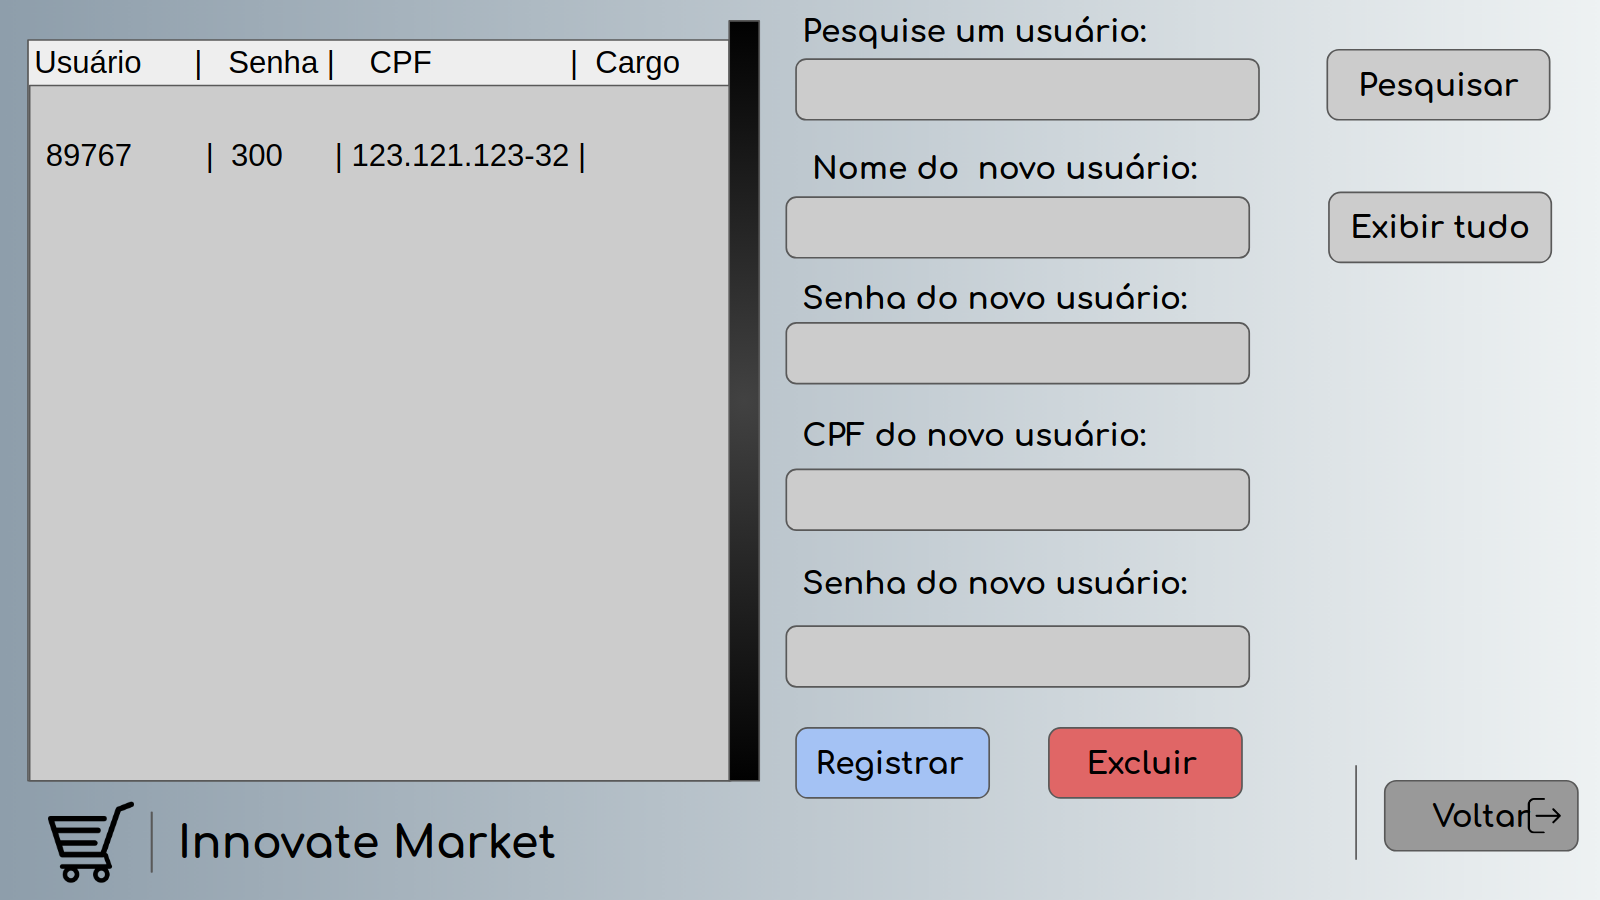 Usuário | Senha | CPF | Cargo
89767 | 300 | 123.121.123-32 |
Pesquise um usuário:
Pesquisar
Nome do novo usuário:
Exibir tudo
Senha do novo usuário:
CPF do novo usuário:
Senha do novo usuário:
Registrar
Excluir
Voltar
Innovate Market